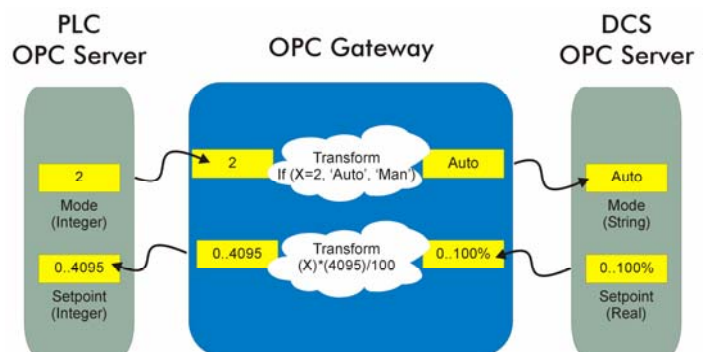 PLC
OPC Server
OPC Gateway
DCS
OPC Server
2
Mode
(Integer)
0..4095
Setpoint
(Integer)
2
Transform
If (X=2, 'Auto', 'Man')
Auto
0..4095
Transform
(X)*(4095)/100
0..100%
Auto
Mode
(String)
0..100%
Setpoint
(Real)